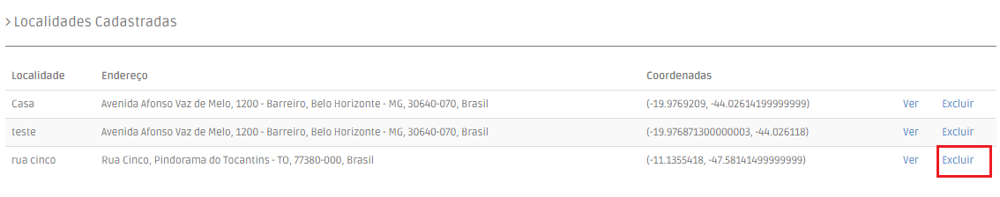 > Localidades Cadastradas
Localidade Endereço Coordenadas
Casa Avenida Afonso Vaz de Melo, 1200 - Barreiro, Belo Horizonte - MG, 30640-070, Brasil (-19.9769209, -44.02614199999999) Ver Excluir
teste Avenida Afonso Vaz de Melo, 1200 - Barreiro, Belo Horizonte - MG, 30640-070, Brasil (-19.976871300000003, -44.026118) Ver Excluir
rua cinco Rua Cinco, Pindorama do Tocantins - TO, 77380-000, Brasil (-11.1355418, -47.58141499999999) Ver Excluir